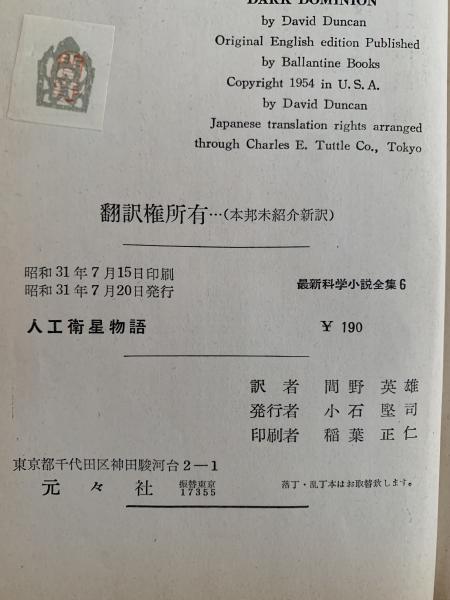 DARK DOMINION
by David Duncan
Original English edition Published
by Ballantine Books
Copyright 1954 in U. S. A.
by David Duncan
Japanese translation rights arranged
through Charles E. Tuttle Co., Tokyo
翻訳権所有…(本邦未紹介新訳)
昭和31年7月15日印刷
昭和31年7月20日発行
最新科学小説全集6
人工衛星物語
¥ 190
訳者 間野英雄
発行者 小石堅司
印刷者 稲葉正仁
東京都千代田区神田駿河台2—1
元々社 振替東京
17355
落丁・乱丁本はお取替致します。